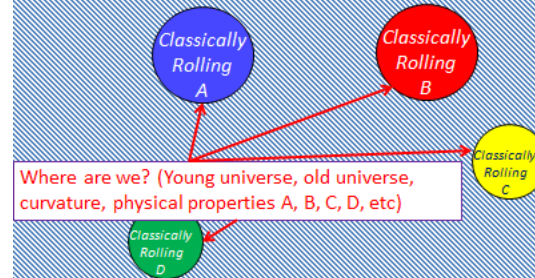 Classically
Rolling
A
Classically
Rolling
B
Classically
Rolling
C
Where are we? (Young universe, old universe,
curvature, physical properties A, B, C, D, etc)
Classically
Rolling
D